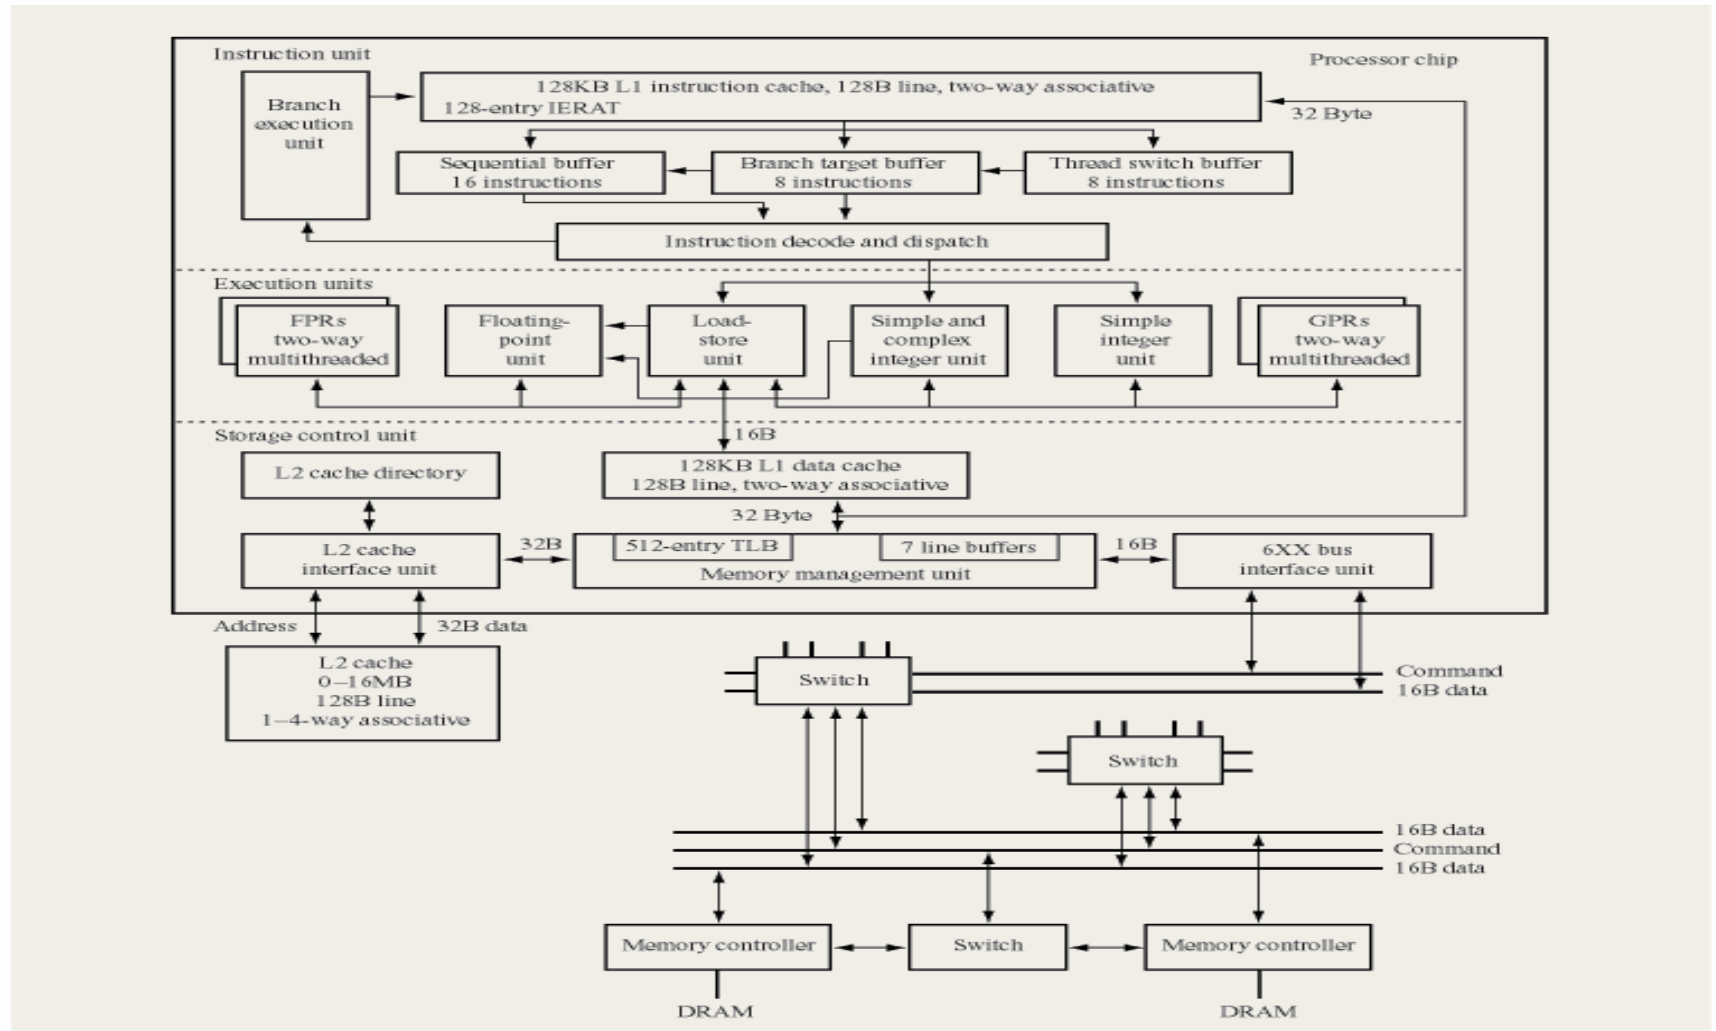 Instruction unit
Processor chip
Branch
execution
unit
128KB L1 instruction cache, 128B line, two-way associative
128-entry IERAT
32 Byte
Sequential buffer
16 instructions
Branch target buffer
8 instructions
Thread switch buffer
8 instructions
Instruction decode and dispatch
Execution units
FPRs
two-way
multithreaded
Floating-
point
unit
Load-
store
unit
Simple and
complex
integer unit
Simple
integer
unit
GPRs
two-way
multithreaded
Storage control unit
16B
L2 cache directory
128KB L1 data cache
128B line, two-way associative
32 Byte
L2 cache
interface unit
32B
512-entry TLB
7 line buffers
Memory management unit
16B
6XX bus
interface unit
Address
32B data
L2 cache
0–16MB
128B line
1–4-way associative
Switch
Command
16B data
Switch
16B data
Command
16B data
Memory controller
Switch
Memory controller
DRAM
DRAM